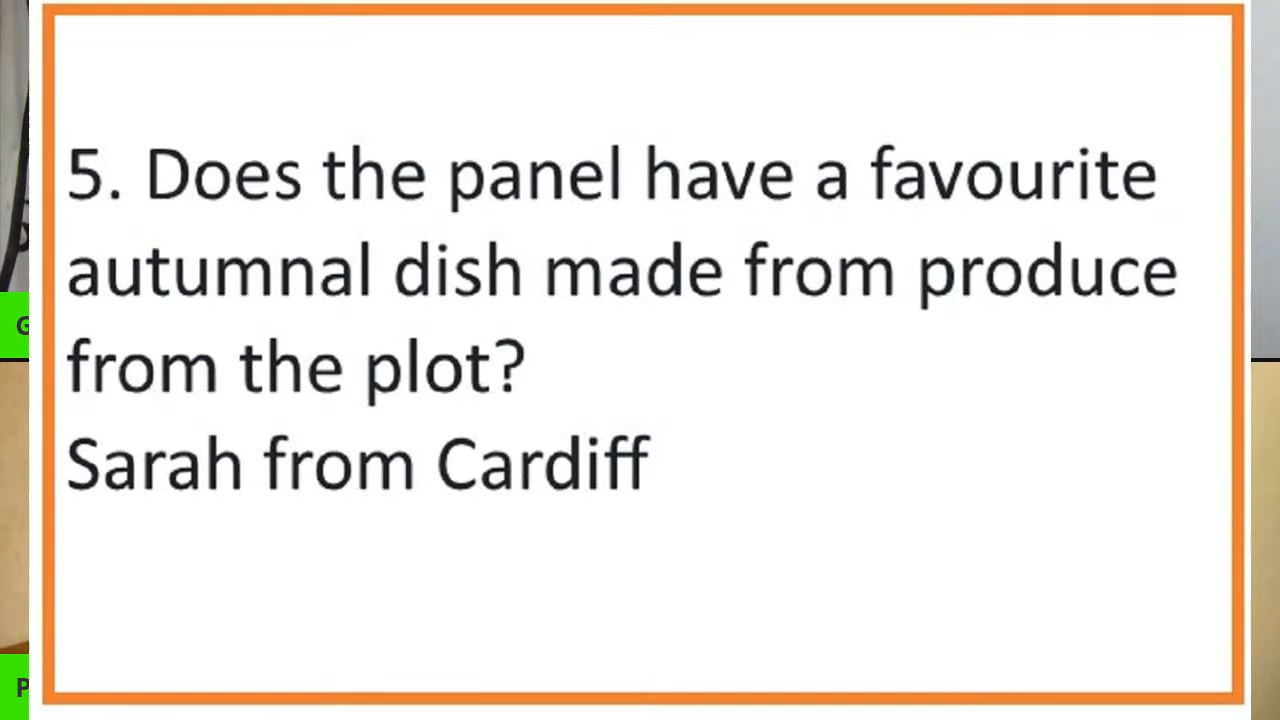 5. Does the panel have a favourite
autumnal dish made from produce
from the plot?
Sarah from Cardiff
G
P